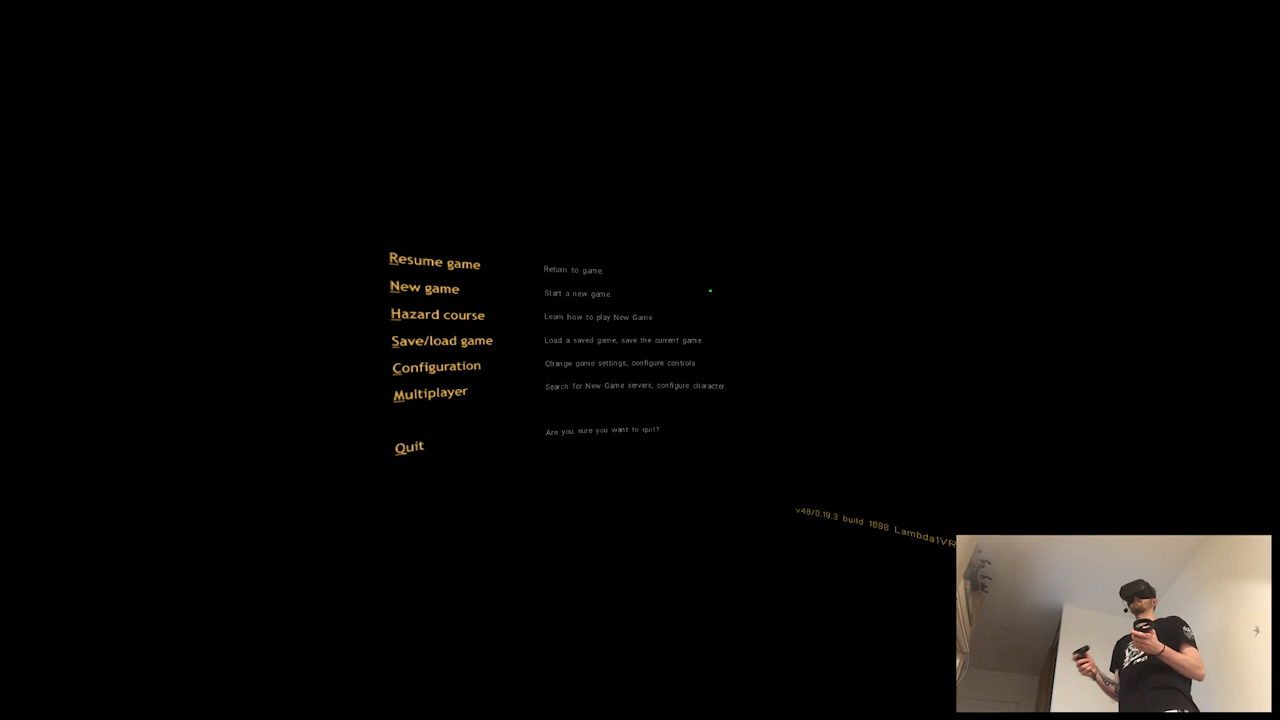 Resume game
Return to game.
New game
Start a new game.
Hazard course
Learn how to play New Game
Save/load game
Load a saved game, save the current game.
Configuration
Change game settings, configure controls
Multiplayer
Search for New Game servers, configure character
Quit
Are you sure you want to quit?
v48/0.19.3 build 1888 Lambda1VR